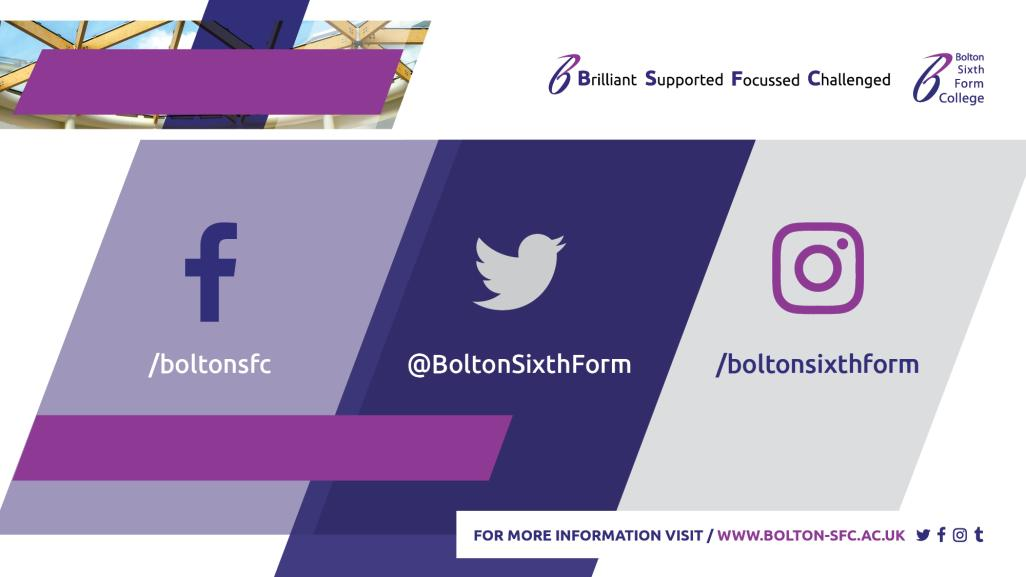 Brilliant Supported Focussed Challenged
Bolton
Sixth
Form
College
/boltonsfc
@BoltonSixthForm
/boltonsixthform
FOR MORE INFORMATION VISIT / WWW.BOLTON-SFC.AC.UK